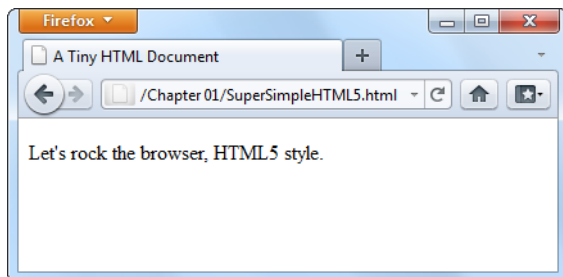 Firefox
A Tiny HTML Document
/Chapter 01/SuperSimpleHTML5.html
Let's rock the browser, HTML5 style.